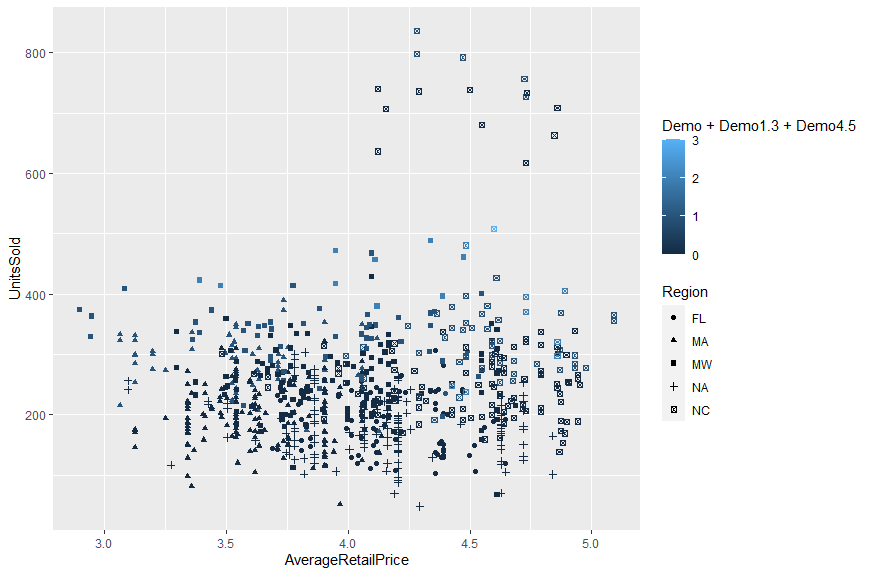 800
600
400
200
UnitsSold
3.0 3.5 4.0 4.5 5.0
AverageRetailPrice
Demo + Demo1.3 + Demo4.5
3
2
1
0
Region
FL
MA
MW
NA
NC